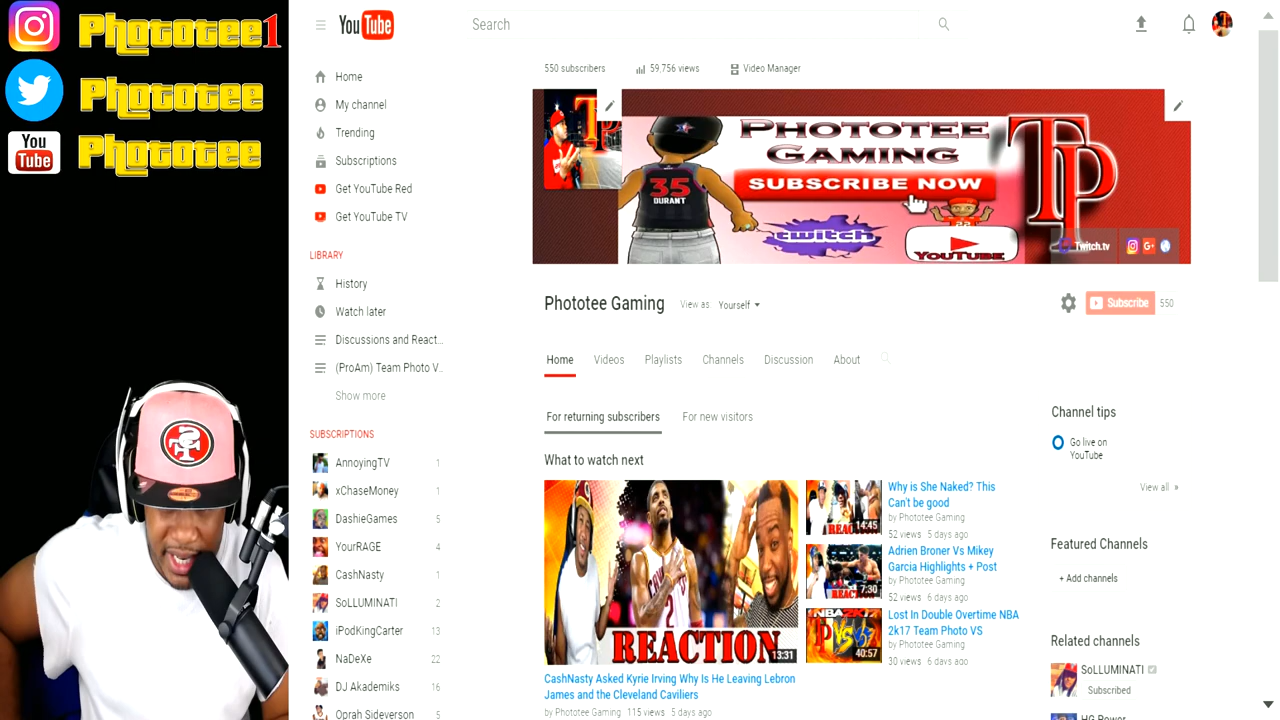 Phototee1
Phototee
You
Tube
Phototee
YouTube
Search
Home
My channel
Trending
Subscriptions
Get YouTube Red
Get YouTube TV
LIBRARY
History
Watch later
Discussions and React...
(ProAm) Team Photo V...
Show more
SUBSCRIPTIONS
AnnoyingTV 1
xChaseMoney 1
DashieGames 5
YourRAGE 4
CashNasty 1
SoLLUMINATI 2
iPodKingCarter 13
NaDeXe 22
DJ Akademiks 16
Oprah Sideverson 5
550 subscribers 59,756 views Video Manager
PHOTOTEE
GAMING
SUBSCRIBE NOW
35
DURANT
twitch
YOUTUBE
TP
Twitch.tv
Phototee Gaming View as: Yourself
Subscribe 550
Home Videos Playlists Channels Discussion About
For returning subscribers For new visitors
What to watch next
REACTION
13:31
CashNasty Asked Kyrie Irving Why Is He Leaving Lebron
James and the Cleveland Caviliers
by Phototee Gaming 115 views 5 days ago
14:45
Why is She Naked? This
Can't be good
by Phototee Gaming
52 views 5 days ago
7:30
Adrien Broner Vs Mikey
Garcia Highlights + Post
by Phototee Gaming
52 views 6 days ago
NBA 2K17
TP VS
40:57
Lost In Double Overtime NBA
2k17 Team Photo VS
by Phototee Gaming
30 views 6 days ago
Channel tips
Go live on
YouTube
View all »
Featured Channels
+ Add channels
Related channels
SoLLUMINATI
Subscribed
HG Power